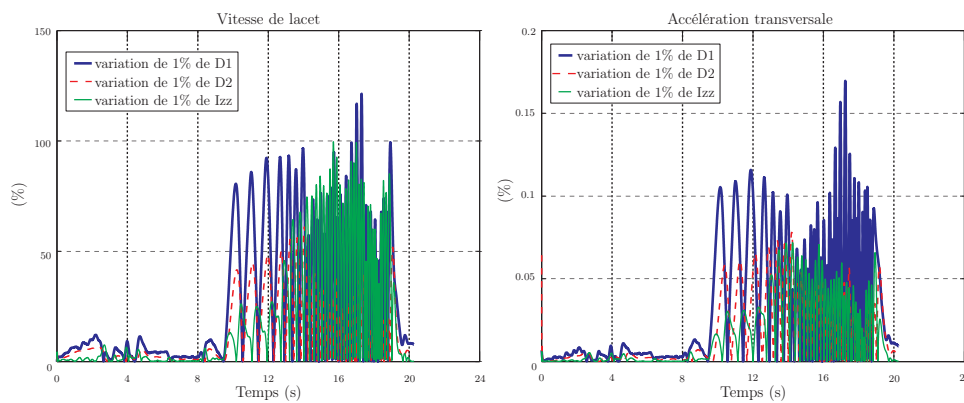 Vitesse de lacet
150
100
50
0
(%)
variation de 1% de D1
variation de 1% de D2
variation de 1% de Izz
0 4 8 12 16 20 24
Temps (s)
Accélération transversale
0.2
0.15
0.1
0.05
0
(%)
variation de 1% de D1
variation de 1% de D2
variation de 1% de Izz
0 4 8 12 16 20 24
Temps (s)